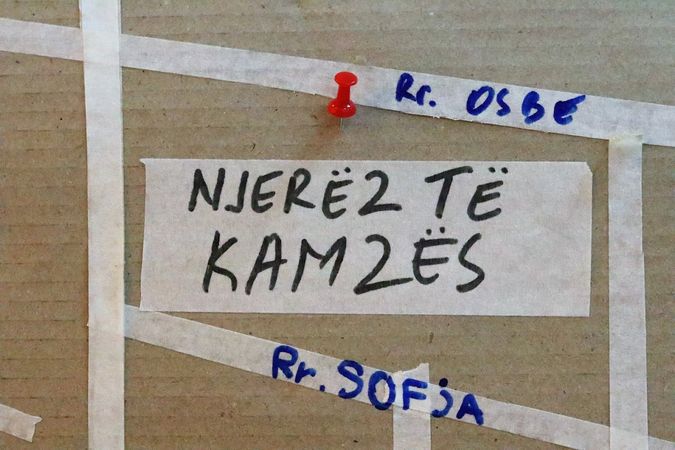 Rr. OSBE
NJERËZ TË
KAMZËS
Rr. SOFJA